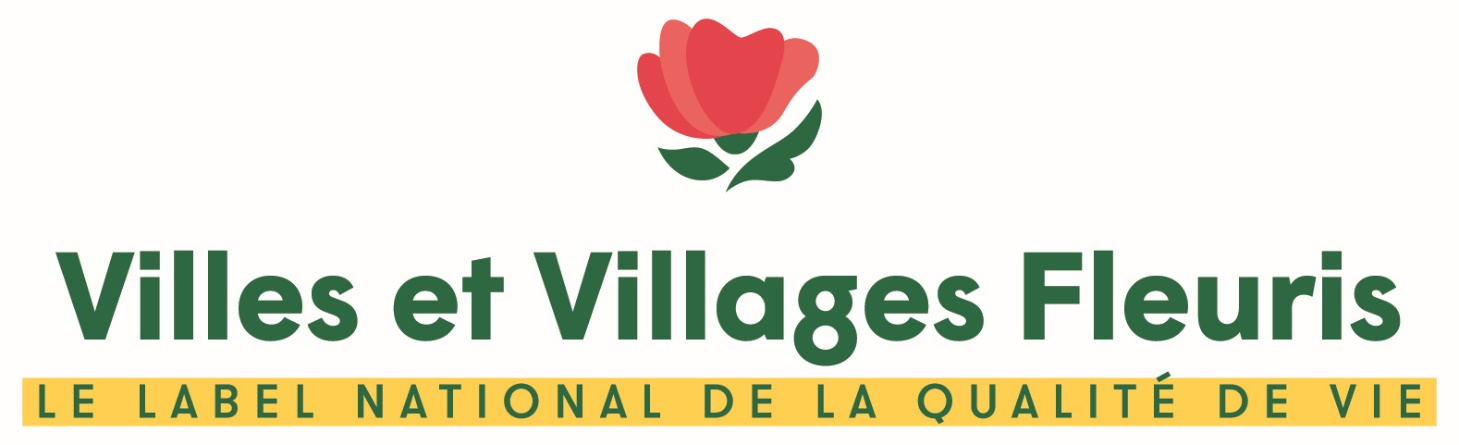 Villes et Villages Fleuris
LE LABEL NATIONAL DE LA QUALITÉ DE VIE